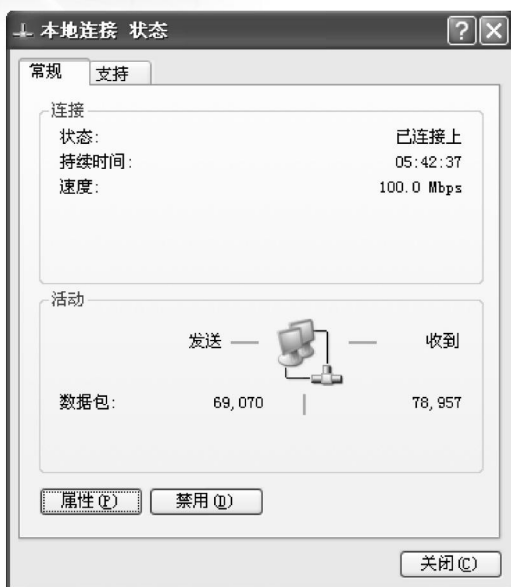 本地连接 状态
常规 支持
连接
状态: 已连接上
持续时间: 05:42:37
速度: 100.0 Mbps
活动
发送 — — 收到
数据包: 69,070 | 78,957
属性(P) 禁用(D)
关闭(C)